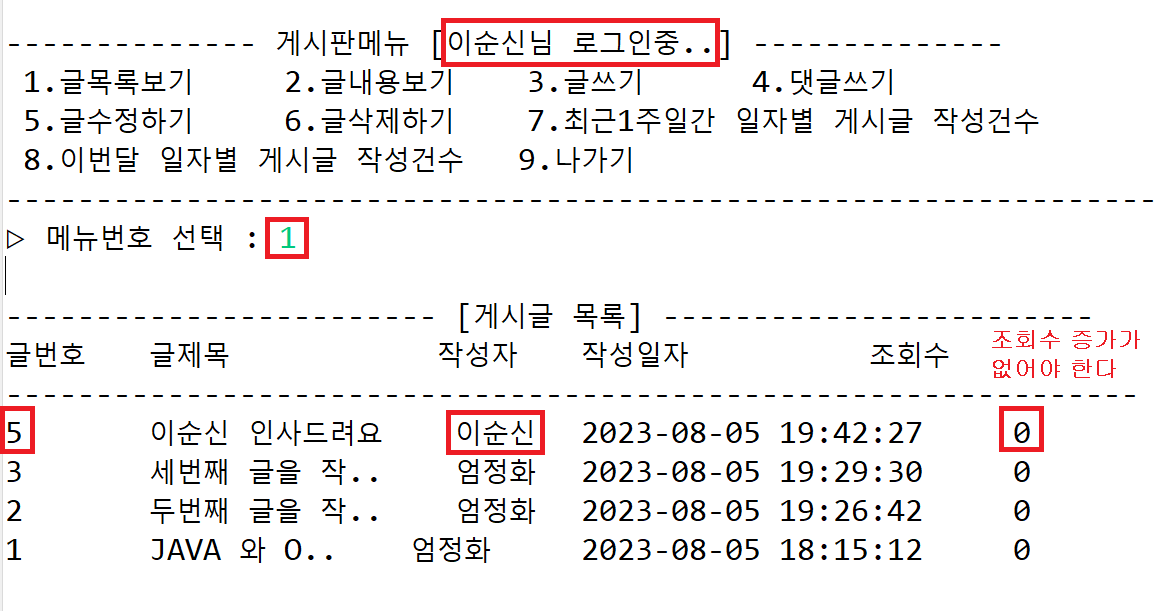 -------------- 게시판메뉴 [이순신님 로그인중..] --------------
1.글목록보기 2.글내용보기 3.글쓰기 4.댓글쓰기
5.글수정하기 6.글삭제하기 7.최근1주일간 일자별 게시글 작성건수
8.이번달 일자별 게시글 작성건수 9.나가기
----------------------------------------------------------------
▷ 메뉴번호 선택 : 1
------------------------ [게시글 목록] ------------------------
글번호 글제목 작성자 작성일자 조회수
조회수 증가가
없어야 한다
---------------------------------------------------------------
5 이순신 인사드려요 이순신 2023-08-05 19:42:27 0
3 세번째 글을 작.. 엄정화 2023-08-05 19:29:30 0
2 두번째 글을 작.. 엄정화 2023-08-05 19:26:42 0
1 JAVA 와 O.. 엄정화 2023-08-05 18:15:12 0